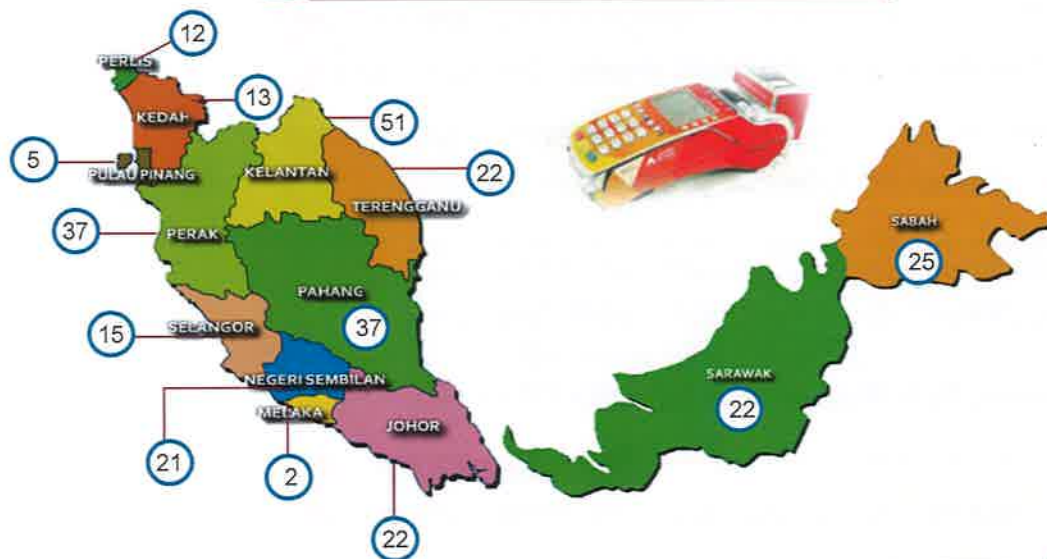 12
PERLIS
13
KEDAH
51
5
PULAU PINANG
KELANTAN
22
TERENGGANU
37
PERAK
SABAH
25
PAHANG
37
15
SELANGOR
NEGERI SEMBILAN
SARAWAK
22
MELAKA
JOHOR
21
2
22